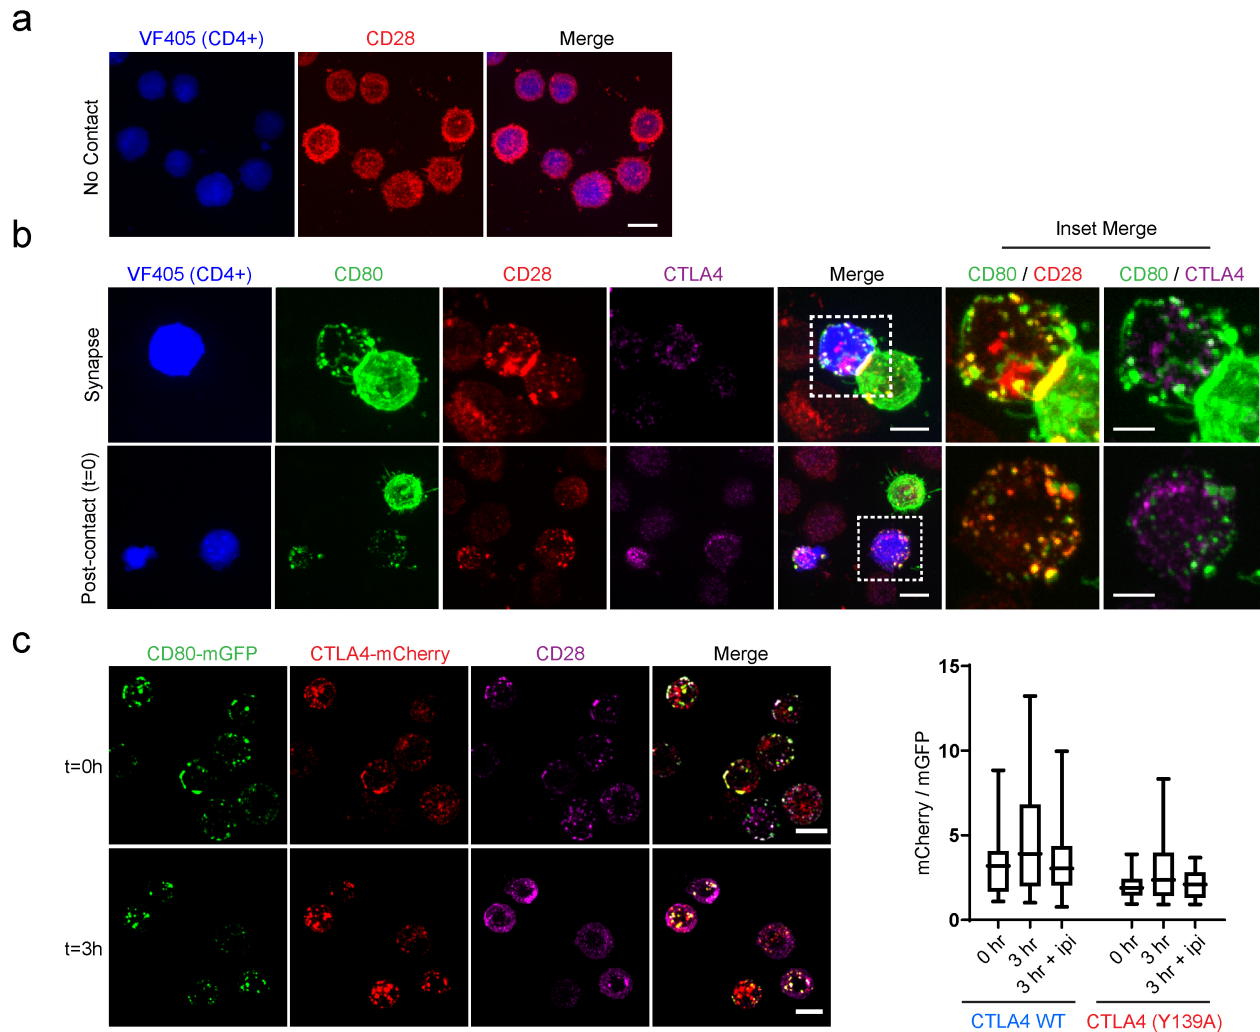 a
VF405 (CD4+) CD28 Merge
No Contact
b
Inset Merge
VF405 (CD4+) CD80 CD28 CTLA4 Merge CD80 / CD28 CD80 / CTLA4
Synapse
Post-contact (t=0)
c
CD80-mGFP CTLA4-mCherry CD28 Merge
t=0h
t=3h
mCherry / mGFP
15
10
5
0
0 hr 3 hr 3 hr + ipi 0 hr 3 hr 3 hr + ipi
CTLA4 WT CTLA4 (Y139A)